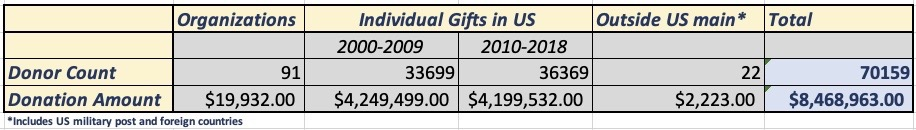 Organizations Individual Gifts in US Outside US main* Total
2000-2009 2010-2018
Donor Count 91 33699 36369 22 70159
Donation Amount $19,932.00 $4,249,499.00 $4,199,532.00 $2,223.00 $8,468,963.00
*Includes US military post and foreign countries